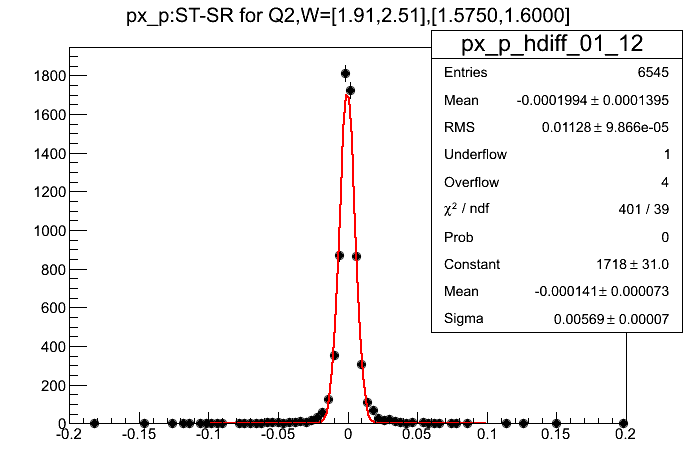 px_p:ST-SR for Q2,W=[1.91,2.51],[1.5750,1.6000]
px_p_hdiff_01_12
Entries 6545
Mean -0.0001994 ± 0.0001395
RMS 0.01128 ± 9.866e-05
Underflow 1
Overflow 4
χ² / ndf 401 / 39
Prob 0
Constant 1718 ± 31.0
Mean -0.000141 ± 0.000073
Sigma 0.00569 ± 0.00007
1800
1600
1400
1200
1000
800
600
400
200
0
-0.2 -0.15 -0.1 -0.05 0 0.05 0.1 0.15 0.2